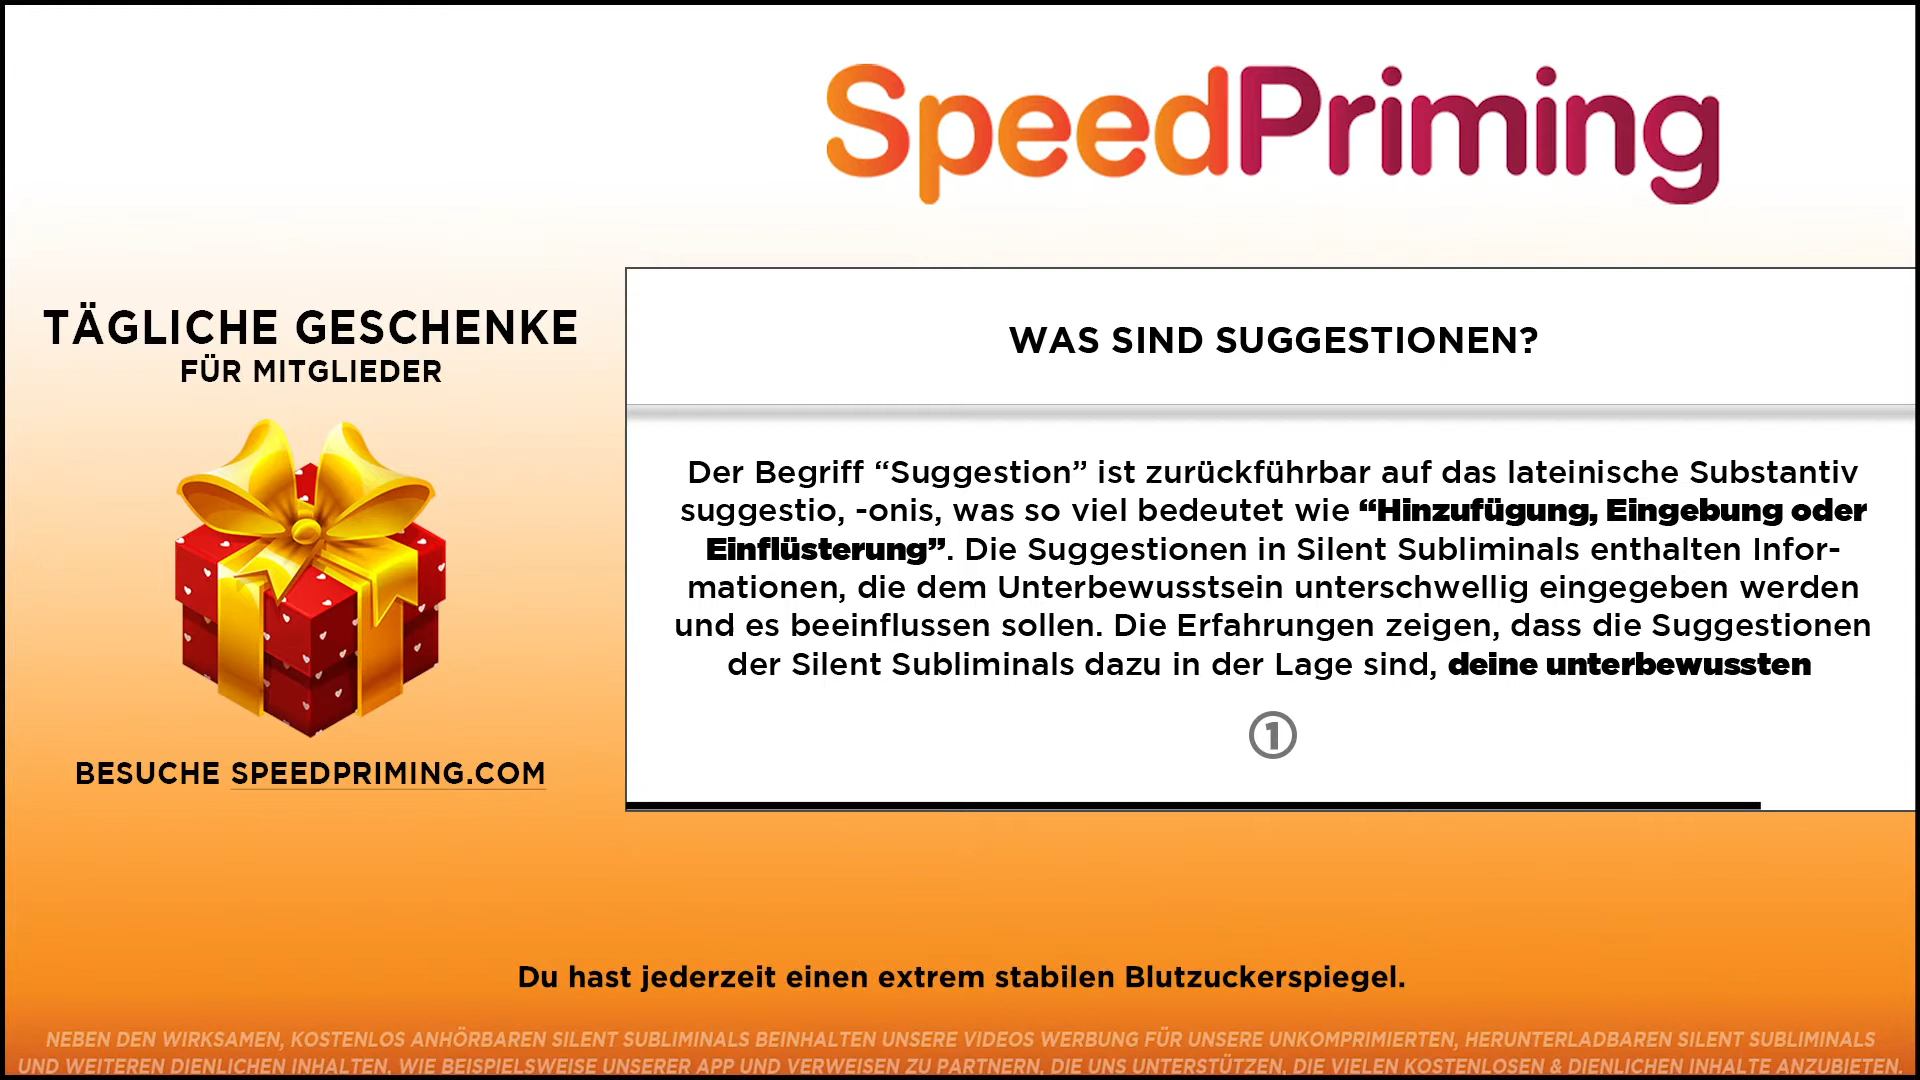 SpeedPriming
TÄGLICHE GESCHENKE
FÜR MITGLIEDER
BESUCHE SPEEDPRIMING.COM
WAS SIND SUGGESTIONEN?
Der Begriff “Suggestion” ist zurückführbar auf das lateinische Substantiv
suggestio, -onis, was so viel bedeutet wie “Hinzufügung, Eingebung oder
Einflüsterung”. Die Suggestionen in Silent Subliminals enthalten Infor-
mationen, die dem Unterbewusstsein unterschwellig eingegeben werden
und es beeinflussen sollen. Die Erfahrungen zeigen, dass die Suggestionen
der Silent Subliminals dazu in der Lage sind, deine unterbewussten
1
Du hast jederzeit einen extrem stabilen Blutzuckerspiegel.
NEBEN DEN WIRKSAMEN, KOSTENLOS ANHÖRBAREN SILENT SUBLIMINALS BEINHALTEN UNSERE VIDEOS WERBUNG FÜR UNSERE UNKOMPRIMIERTEN, HERUNTERLADBAREN SILENT SUBLIMINALS
UND WEITEREN DIENLICHEN INHALTEN, WIE BEISPIELSWEISE UNSERER APP UND VERWEISEN ZU PARTNERN, DIE UNS UNTERSTÜTZEN, DIE VIELEN KOSTENLOSEN & DIENLICHEN INHALTE ANZUBIETEN.